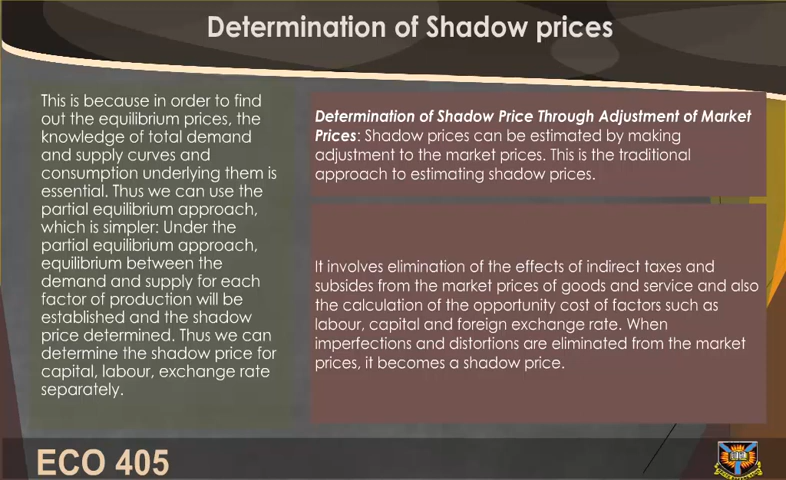 Determination of Shadow prices
This is because in order to find
out the equilibrium prices, the
knowledge of total demand
and supply curves and
consumption underlying them is
essential. Thus we can use the
partial equilibrium approach,
which is simpler: Under the
partial equilibrium approach,
equilibrium between the
demand and supply for each
factor of production will be
established and the shadow
price determined. Thus we can
determine the shadow price for
capital, labour, exchange rate
separately.
Determination of Shadow Price Through Adjustment of Market
Prices: Shadow prices can be estimated by making
adjustment to the market prices. This is the traditional
approach to estimating shadow prices.
It involves elimination of the effects of indirect taxes and
subsides from the market prices of goods and service and also
the calculation of the opportunity cost of factors such as
labour, capital and foreign exchange rate. When
imperfections and distortions are eliminated from the market
prices, it becomes a shadow price.
ECO 405